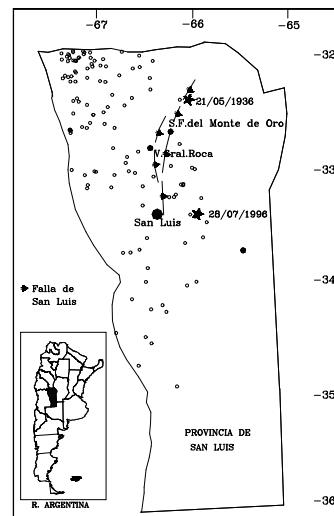 -67
-66
-65
-32
21/05/1936
S.F.del Monte de Oro
V.Gral.Roca
-33
San Luis
28/07/1996
-34
Falla de
San Luis
-35
PROVINCIA DE
SAN LUIS
-36
R. ARGENTINA